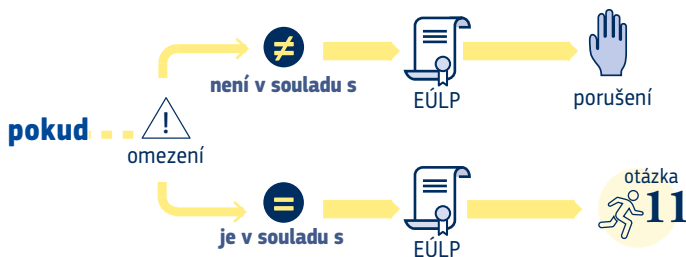 ≠
není v souladu s
EÚLP
porušení
pokud
!
omezení
=
je v souladu s
EÚLP
otázka
11